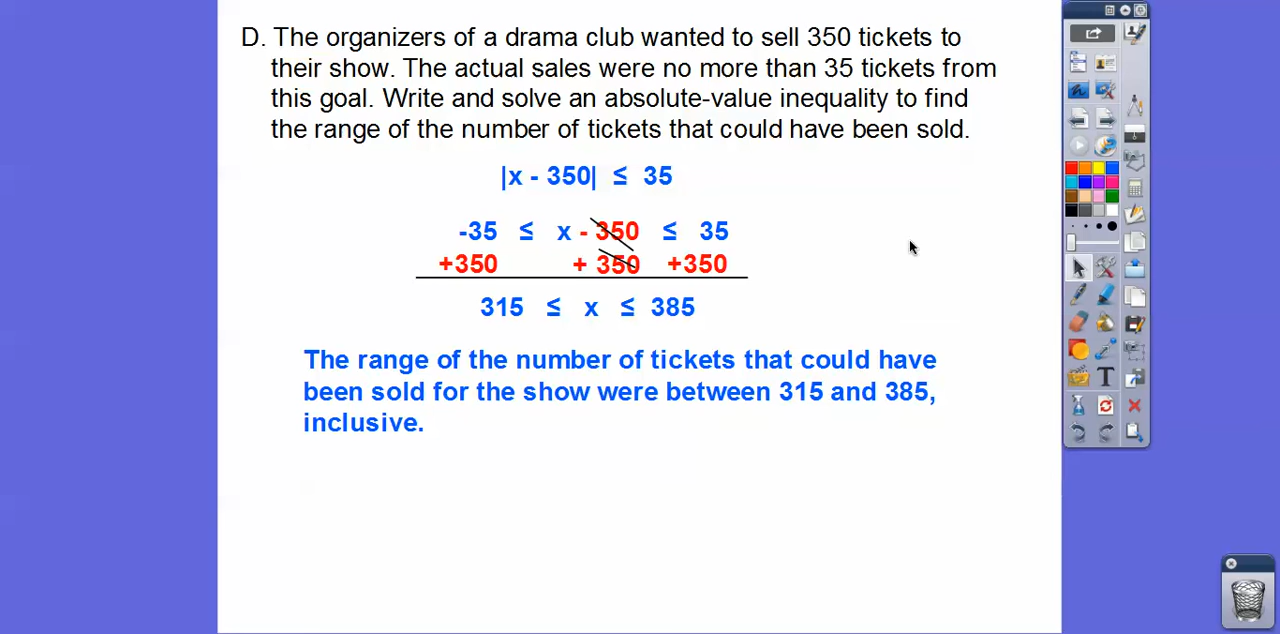 D. The organizers of a drama club wanted to sell 350 tickets to
their show. The actual sales were no more than 35 tickets from
this goal. Write and solve an absolute-value inequality to find
the range of the number of tickets that could have been sold.
|x - 350| ≤ 35
-35 ≤ x - 350 ≤ 35
+350 + 350 +350
315 ≤ x ≤ 385
The range of the number of tickets that could have
been sold for the show were between 315 and 385,
inclusive.